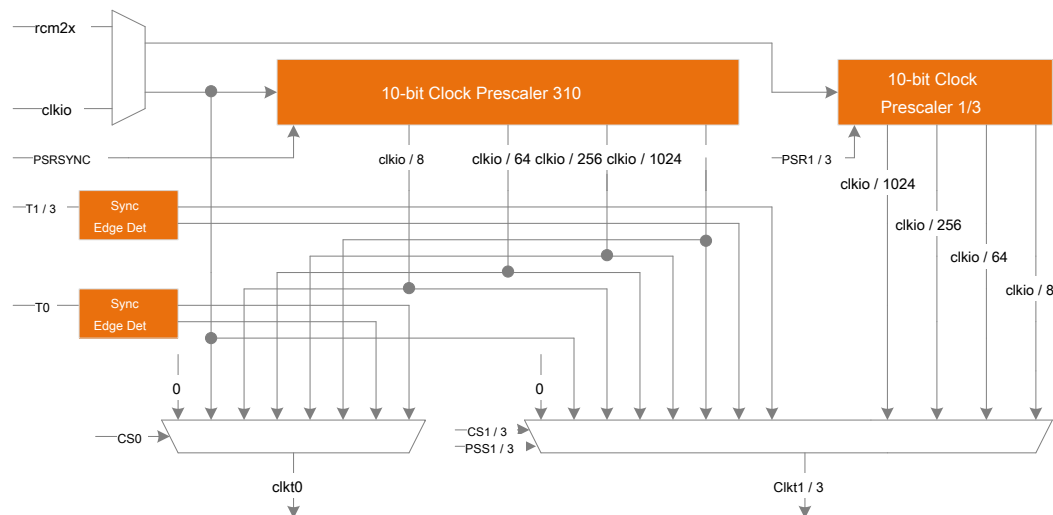 rcm2x
clkio
10-bit Clock Prescaler 310
10-bit Clock
Prescaler 1/3
PSRSYNC
clkio / 8
clkio / 64 clkio / 256 clkio / 1024
PSR1 / 3
clkio / 1024
clkio / 256
clkio / 64
clkio / 8
T1 / 3
Sync
Edge Det
T0
Sync
Edge Det
0
0
CS0
CS1 / 3
PSS1 / 3
clkt0
Clkt1 / 3